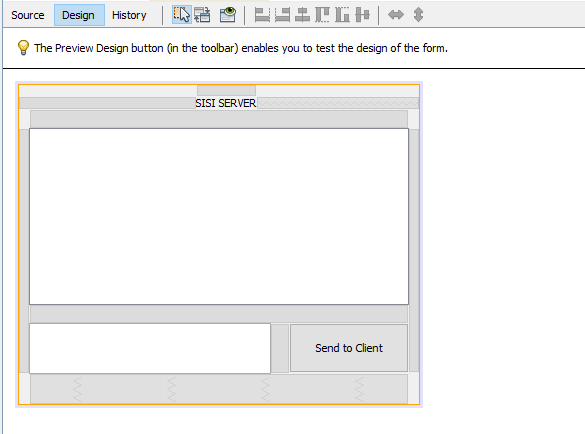 Source Design History
The Preview Design button (in the toolbar) enables you to test the design of the form.
SISI SERVER
Send to Client